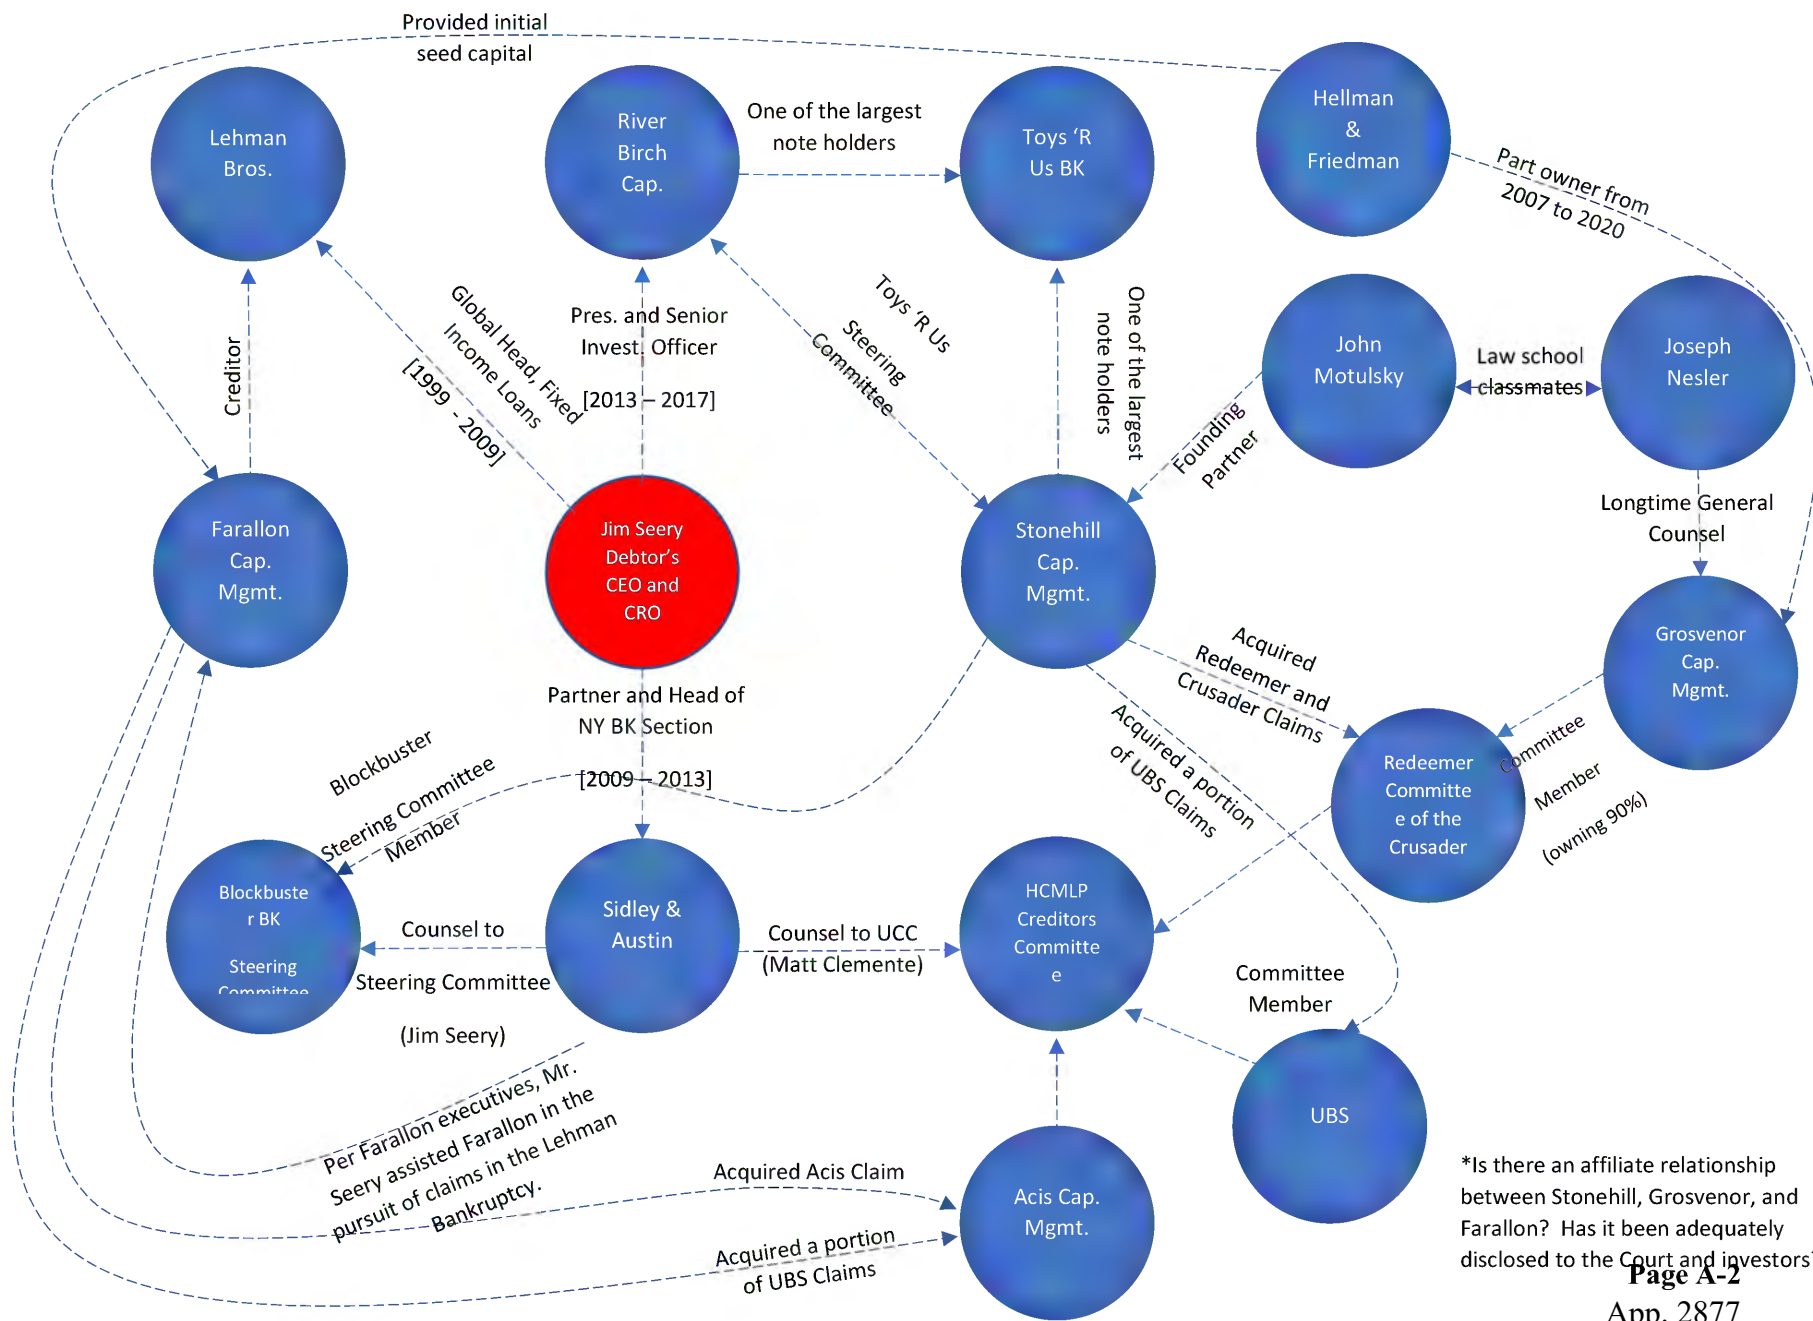 Provided initial
seed capital
Lehman
Bros.
River
Birch
Cap.
One of the largest
note holders
Toys ‘R
Us BK
Hellman
&
Friedman
Part owner from
2007 to 2020
Creditor
Global Head, Fixed
Income Loans
[1999 - 2009]
Pres. and Senior
Invest. Officer
[2013 – 2017]
Toys ‘R Us
Steering
Committee
One of the largest
note holders
John
Motulsky
Law school
classmates
Joseph
Nesler
Founding
Partner
Longtime General
Counsel
Farallon
Cap.
Mgmt.
Jim Seery
Debtor’s
CEO and
CRO
Stonehill
Cap.
Mgmt.
Grosvenor
Cap.
Mgmt.
Partner and Head of
NY BK Section
[2009 – 2013]
Acquired
Redeemer and
Crusader Claims
Acquired a portion
of UBS Claims
Redeemer
Committe
e of the
Crusader
Committee
Member
(owning 90%)
Blockbuster
Steering Committee
Member
Blockbuste
r BK
Steering
Committee
Counsel to
Steering Committee
(Jim Seery)
Sidley &
Austin
Counsel to UCC
(Matt Clemente)
HCMLP
Creditors
Committe
e
Committee
Member
UBS
Per Farallon executives, Mr.
Seery assisted Farallon in the
pursuit of claims in the Lehman
Bankruptcy.
Acquired Acis Claim
Acquired a portion
of UBS Claims
Acis Cap.
Mgmt.
*Is there an affiliate relationship
between Stonehill, Grosvenor, and
Farallon?  Has it been adequately
disclosed to the Court and investors?
Page A-2
App. 2877